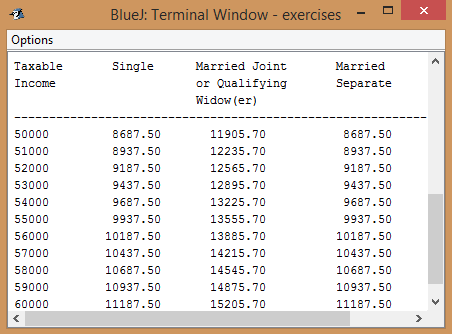 BlueJ: Terminal Window - exercises
Options
Taxable Single Married Joint Married
Income or Qualifying Separate
Widow(er)
--------------------------------------------------------------
50000 8687.50 11905.70 8687.50
51000 8937.50 12235.70 8937.50
52000 9187.50 12565.70 9187.50
53000 9437.50 12895.70 9437.50
54000 9687.50 13225.70 9687.50
55000 9937.50 13555.70 9937.50
56000 10187.50 13885.70 10187.50
57000 10437.50 14215.70 10437.50
58000 10687.50 14545.70 10687.50
59000 10937.50 14875.70 10937.50
60000 11187.50 15205.70 11187.50